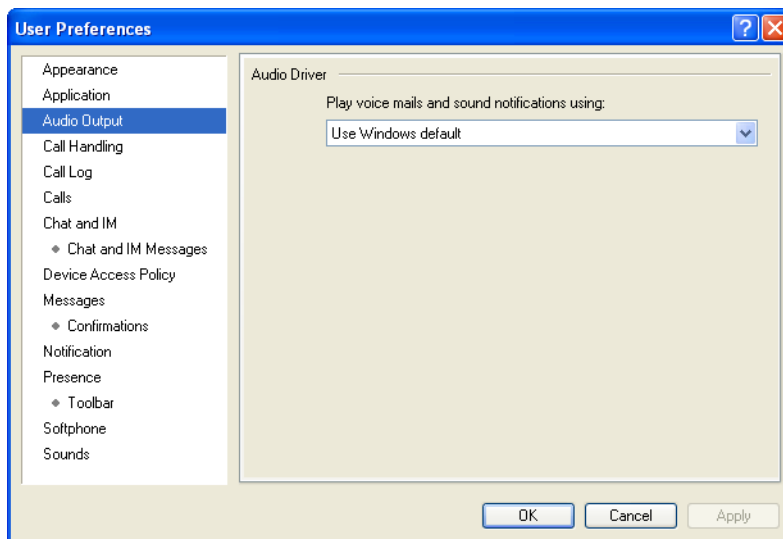 User Preferences
Appearance
Application
Audio Output
Call Handling
Call Log
Calls
Chat and IM
Chat and IM Messages
Device Access Policy
Messages
Confirmations
Notification
Presence
Toolbar
Softphone
Sounds
Audio Driver
Play voice mails and sound notifications using:
Use Windows default
OK
Cancel
Apply